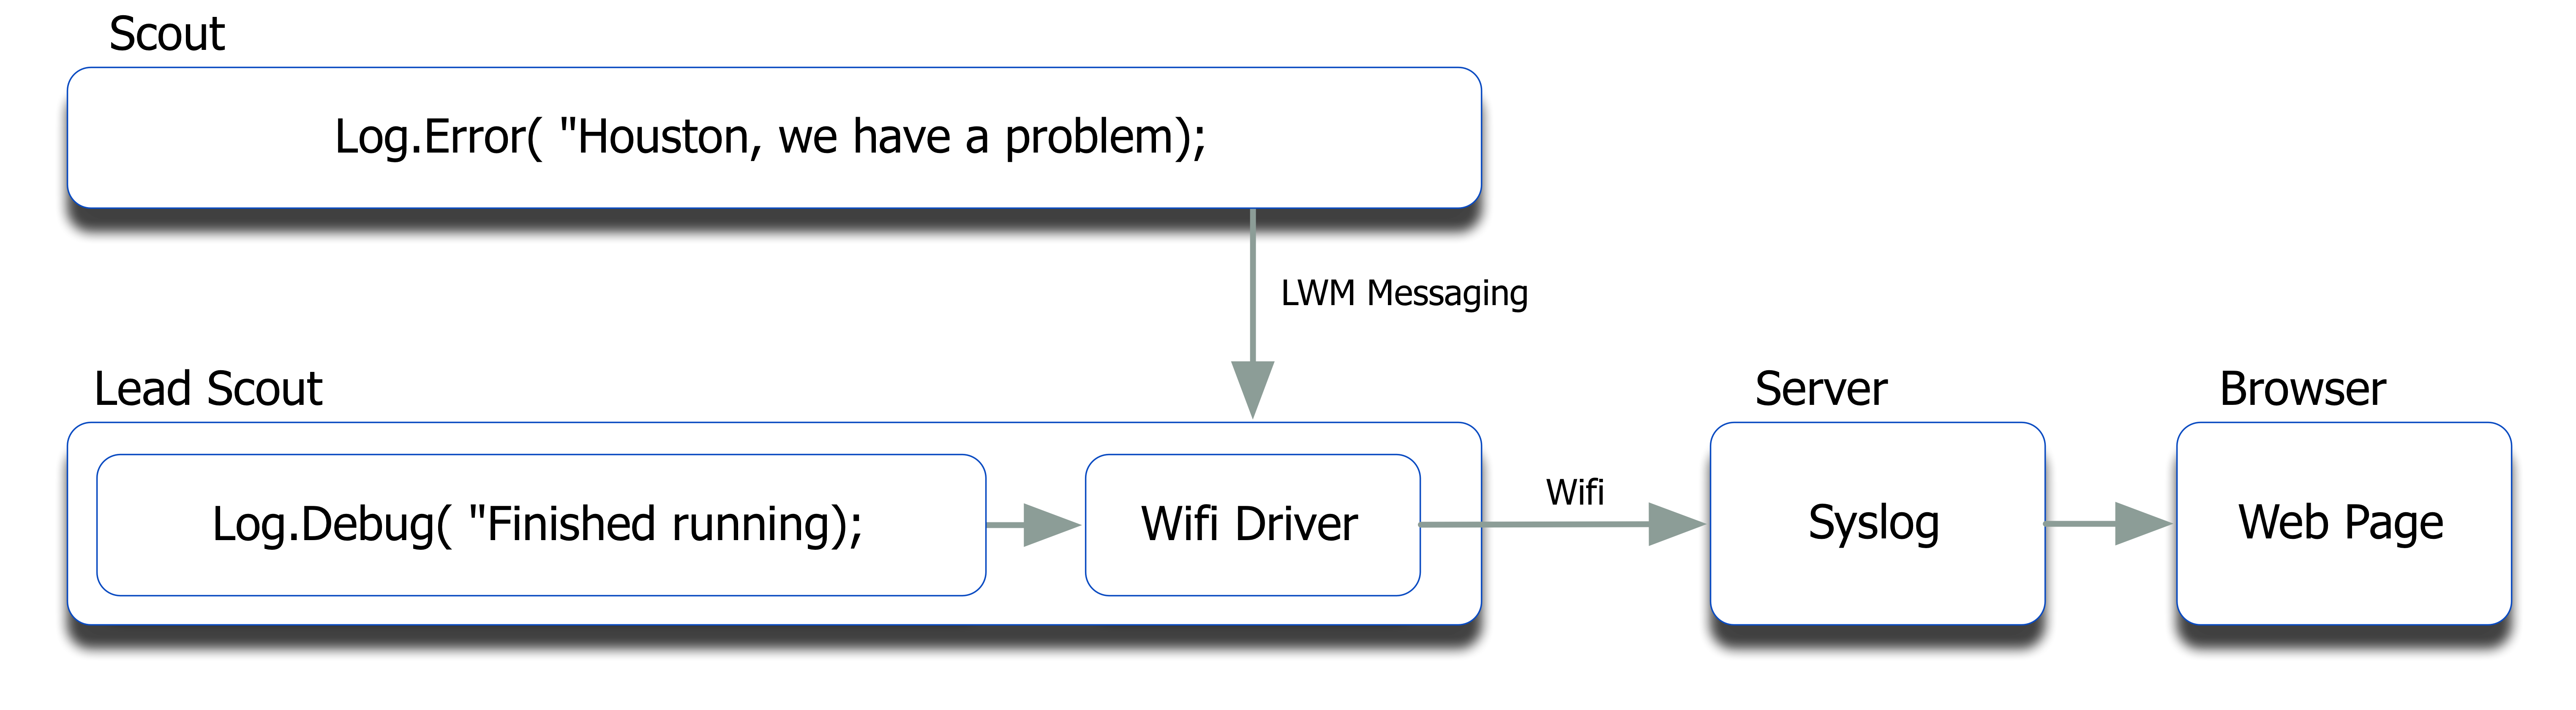 Scout
Log.Error( "Houston, we have a problem);
LWM Messaging
Lead Scout
Log.Debug( "Finished running);
Wifi Driver
Wifi
Server
Syslog
Browser
Web Page